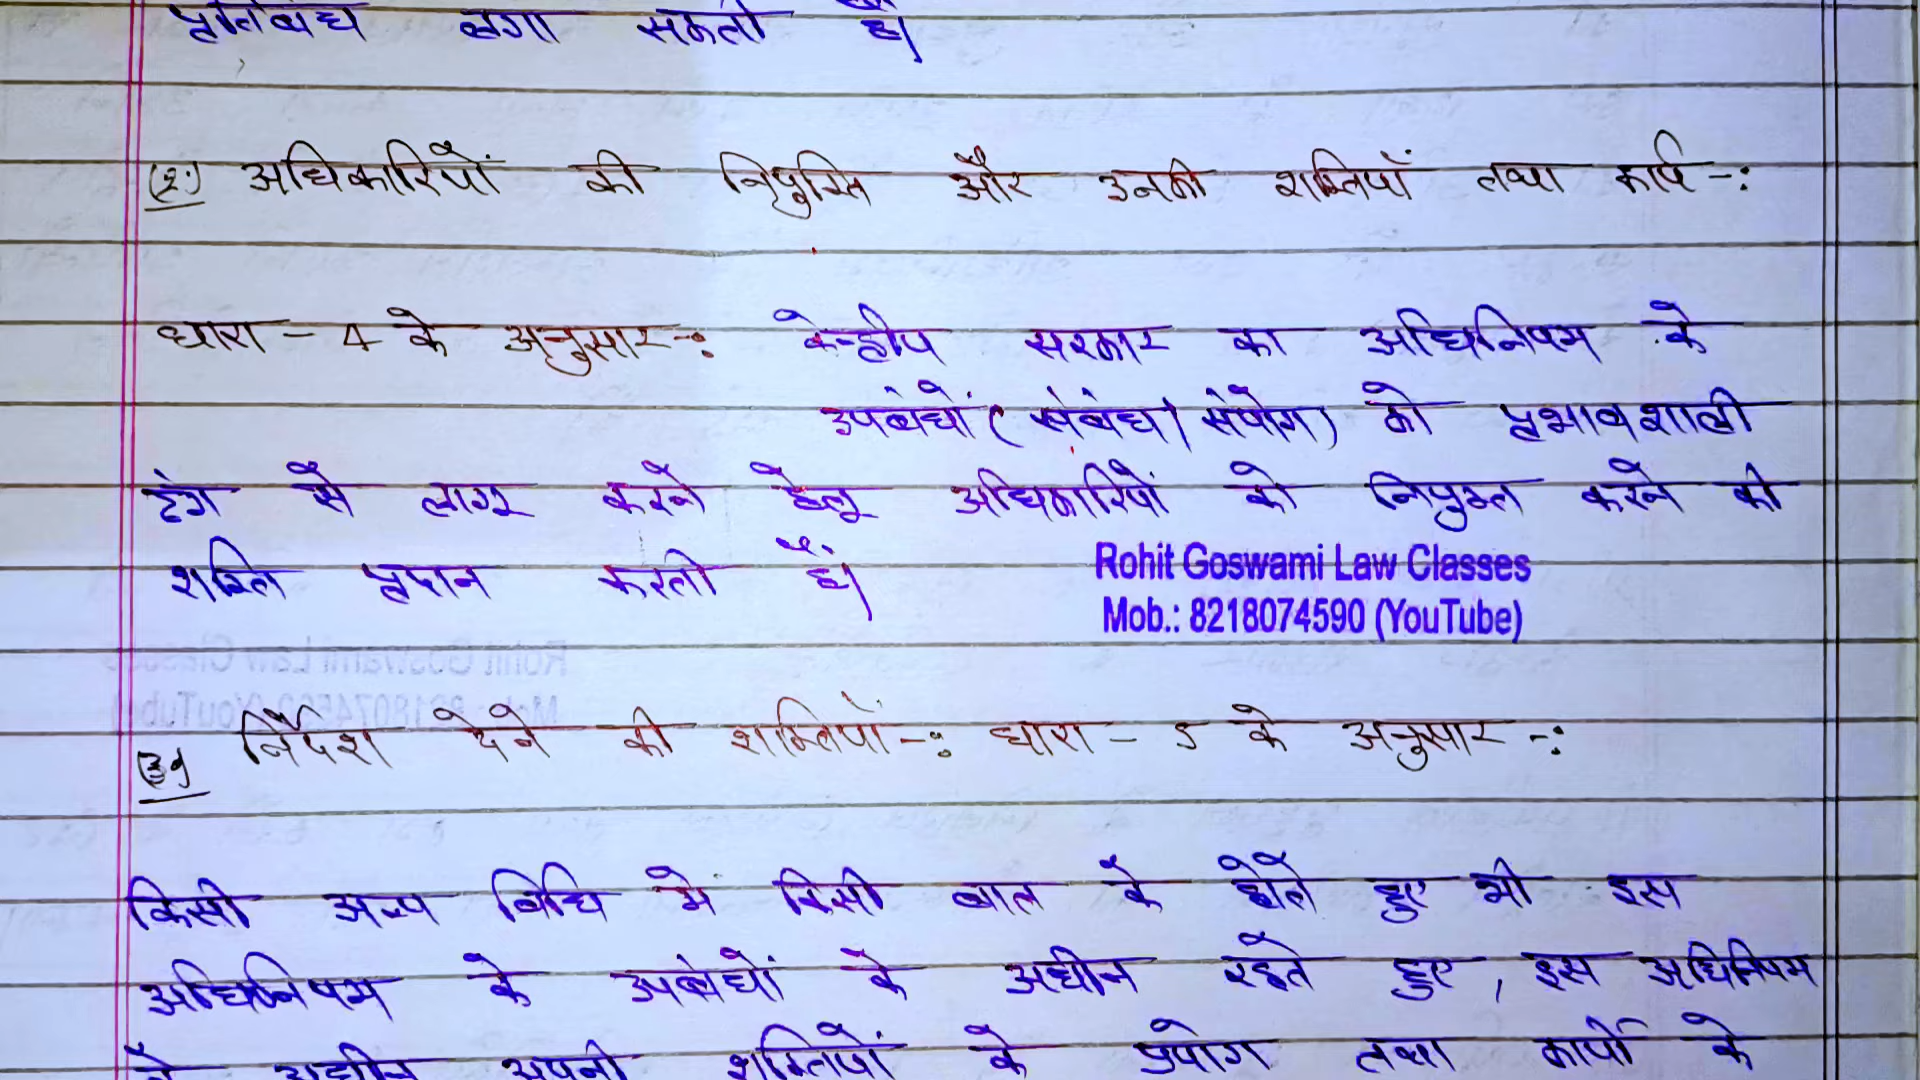 प्रतिबंध लगा सकती है।
(2.) अधिकारियों की नियुक्ति और उनकी शक्तियाँ तथा कार्य -:
धारा - 4 के अनुसार -: केन्द्रीय सरकार का अधिनियम के
उपबंधों (संबंध / संयोग) को प्रभावशाली
ढंग से लागू करने हेतू अधिकारियों को नियुक्त करने की
शक्ति प्रदान करती हैं।
Rohit Goswami Law Classes
Mob.: 8218074590 (YouTube)
(3.) निर्देश देने की शक्तियाँ -: धारा - 5 के अनुसार -:
किसी अन्य विधि में किसी बात के होते हुए भी इस
अधिनियम के उपबंधों के अधीन रहते हुए , इस अधिनियम
के अधीन अपनी शक्तियों के प्रयोग तथा कार्यो के